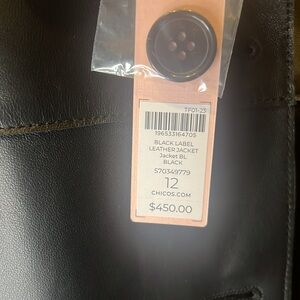 TF01-23
196533164705
BLACK LABEL
LEATHER JACKET
Jacket BL
BLACK
570349779
12
CHICOS.COM
$450.00